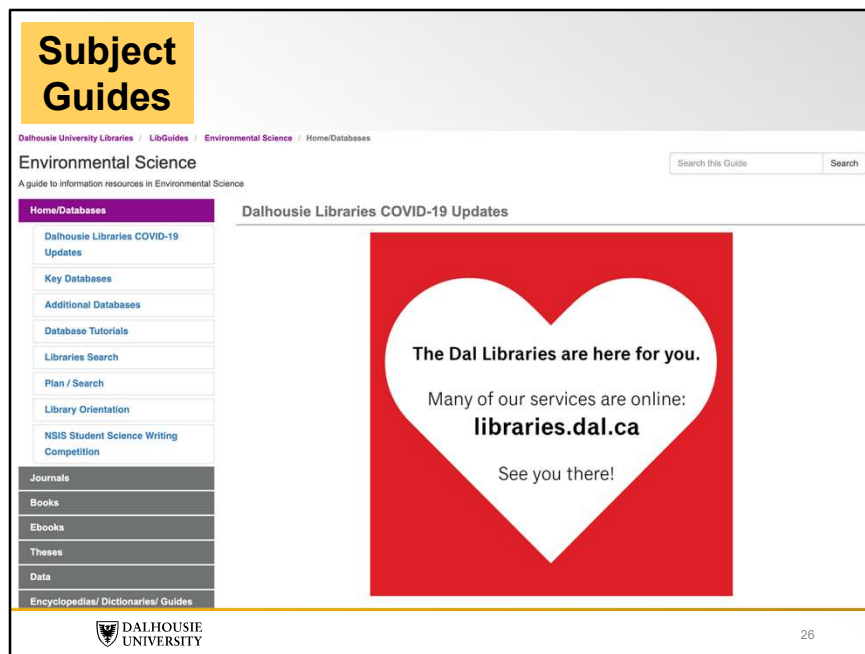 Subject
Guides
Dalhousie University Libraries / LibGuides / Environmental Science / Home/Databases
Environmental Science
Search this Guide
Search
A guide to information resources in Environmental Science
Home/Databases
Dalhousie Libraries COVID-19
Updates
Key Databases
Additional Databases
Database Tutorials
Libraries Search
Plan / Search
Library Orientation
NSIS Student Science Writing
Competition
Journals
Books
Ebooks
Theses
Data
Encyclopedias/ Dictionaries/ Guides
Dalhousie Libraries COVID-19 Updates
The Dal Libraries are here for you.
Many of our services are online:
libraries.dal.ca
See you there!
DALHOUSIE
UNIVERSITY
26